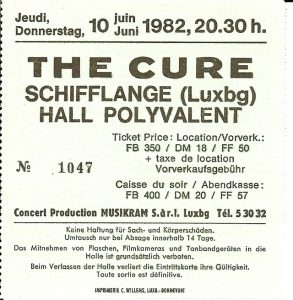 Jeudi, 10 juin 1982, 20.30 h.
Donnerstag, Juni
THE CURE
SCHIFFLANGE (Luxbg)
HALL POLYVALENT
Ticket Price: Location/Vorverk.:
FB 350 / DM 18 / FF 50
+ taxe de location
Vorverkaufsgebühr
№ 1047
Caisse du soir / Abendkasse:
FB 400 / DM 20 / FF 57
Concert Production MUSIKRAM S.à r.l. Luxbg Tél. 5 30 32
Keine Haftung für Sach- und Körperschäden.
Umtausch nur bei Absage innerhalb 14 Tage.
Das Mitnehmen von Flaschen, Filmkameras und Tonbandgeräten in die
Halle ist grundsätzlich verboten.
Beim Verlassen der Halle verliert die Eintrittskarte ihre Gültigkeit.
Toute sortie est définitive.
IMPRIMERIE C. WILLEMS, LUXB.-BONNEVOIE